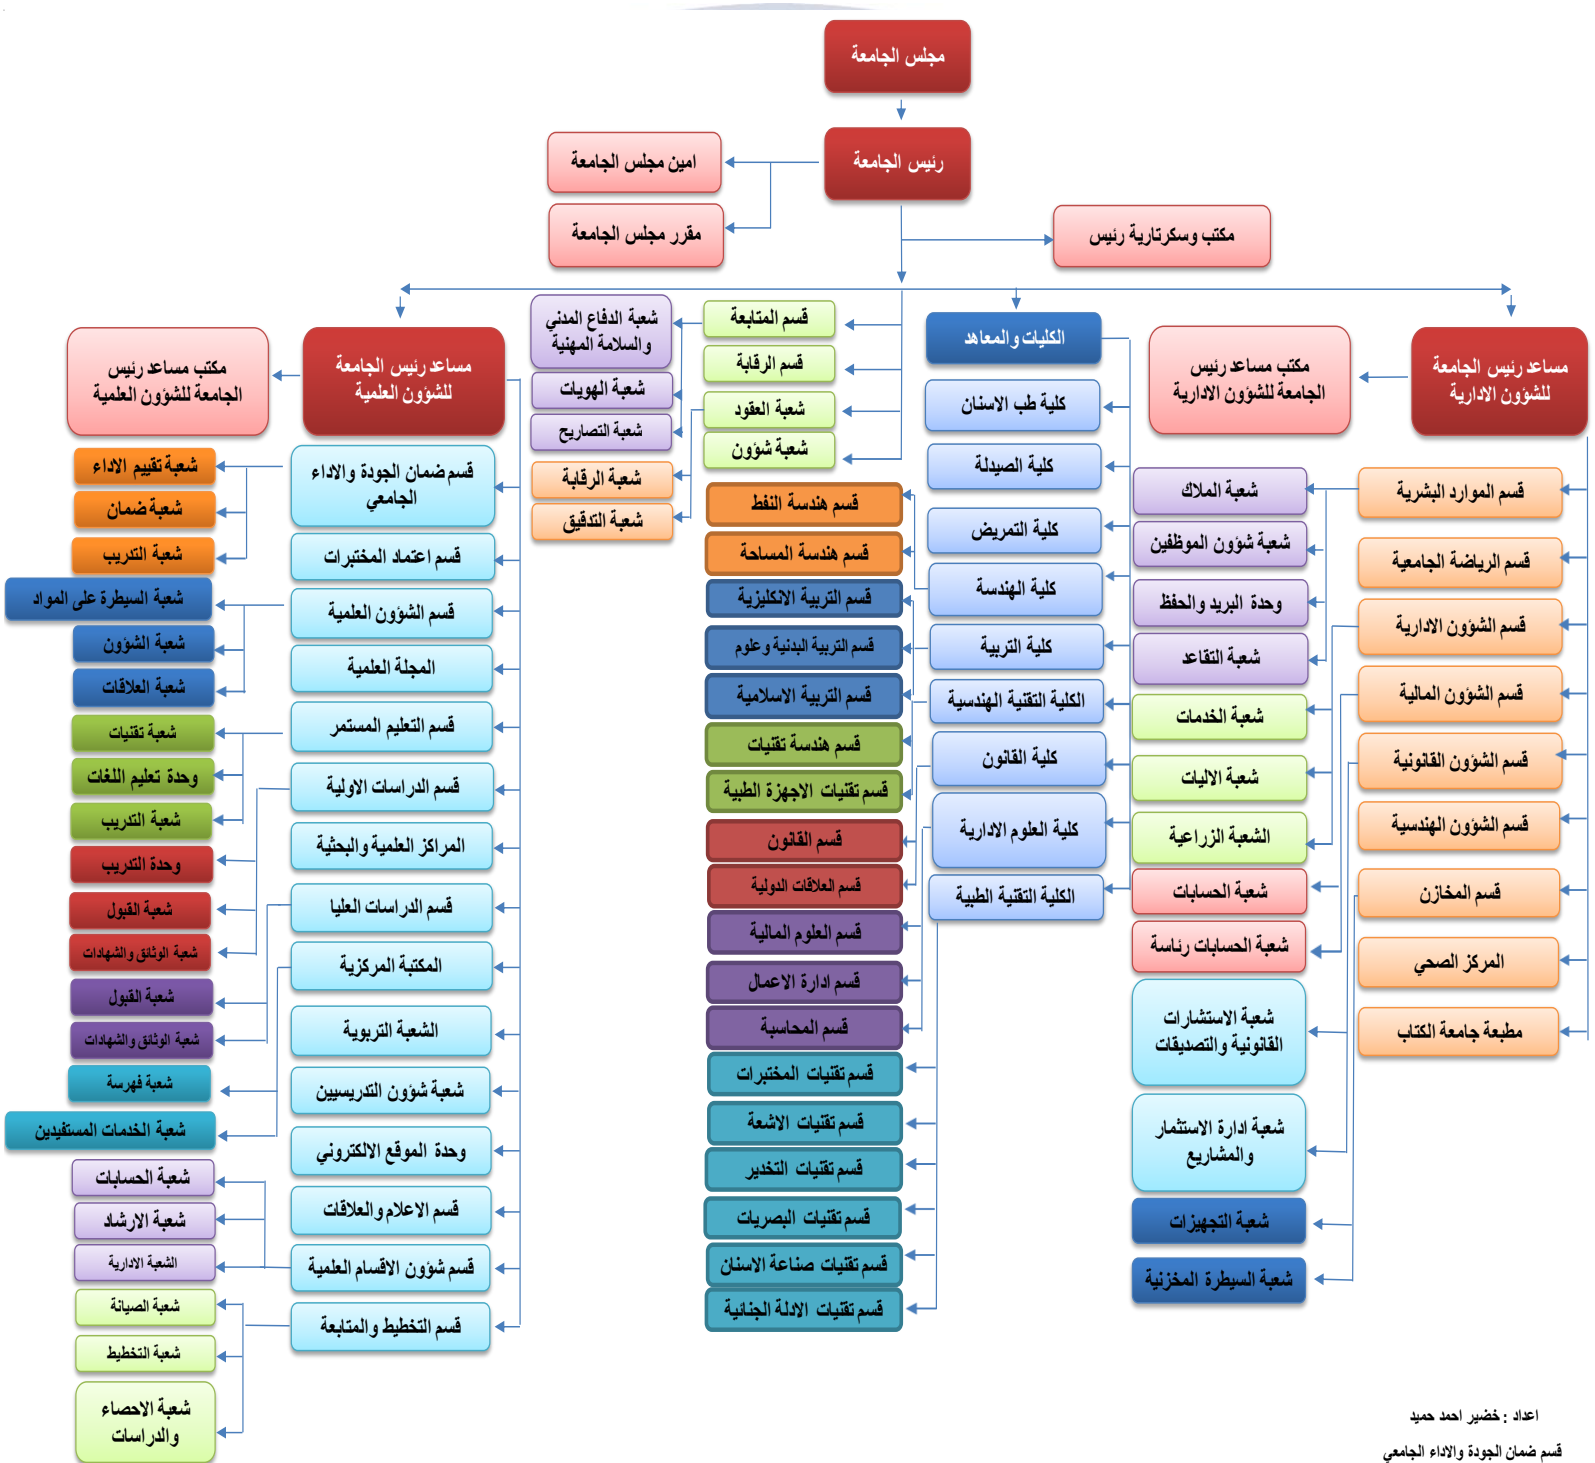 مجلس الجامعة
رئيس الجامعة
امين مجلس الجامعة
مقرر مجلس الجامعة
مكتب وسكرتارية رئيس
مساعد رئيس الجامعة
للشؤون الادارية
مكتب مساعد رئيس
الجامعة للشؤون الادارية
قسم الموارد البشرية
قسم الرياضة الجامعية
قسم الشؤون الادارية
قسم الشؤون المالية
قسم الشؤون القانونية
قسم الشؤون الهندسية
قسم المخازن
المركز الصحي
مطبعة جامعة الكتاب
شعبة الملاك
شعبة شؤون الموظفين
وحدة البريد والحفظ
شعبة التقاعد
شعبة الخدمات
شعبة الاليات
الشعبة الزراعية
شعبة الحسابات
شعبة الحسابات رئاسة
شعبة الاستشارات
القانونية والتصديقات
شعبة ادارة الاستثمار
والمشاريع
شعبة التجهيزات
شعبة السيطرة المخزنية
الكليات والمعاهد
كلية طب الاسنان
كلية الصيدلة
كلية التمريض
كلية الهندسة
كلية التربية
الكلية التقنية الهندسية
كلية القانون
كلية العلوم الادارية
الكلية التقنية الطبية
قسم المتابعة
قسم الرقابة
شعبة العقود
شعبة شؤون
قسم هندسة النفط
قسم هندسة المساحة
قسم التربية الانكليزية
قسم التربية البدنية وعلوم
قسم التربية الاسلامية
قسم هندسة تقنيات
قسم تقنيات الاجهزة الطبية
قسم القانون
قسم العلاقات الدولية
قسم العلوم المالية
قسم ادارة الاعمال
قسم المحاسبة
قسم تقنيات المختبرات
قسم تقنيات الاشعة
قسم تقنيات التخدير
قسم تقنيات البصريات
قسم تقنيات صناعة الاسنان
قسم تقنيات الادلة الجنائية
شعبة الدفاع المدني
والسلامة المهنية
شعبة الهويات
شعبة التصاريح
شعبة الرقابة
شعبة التدقيق
مساعد رئيس الجامعة
للشؤون العلمية
مكتب مساعد رئيس
الجامعة للشؤون العلمية
قسم ضمان الجودة والاداء
الجامعي
قسم اعتماد المختبرات
قسم الشؤون العلمية
المجلة العلمية
قسم التعليم المستمر
قسم الدراسات الاولية
المراكز العلمية والبحثية
قسم الدراسات العليا
المكتبة المركزية
الشعبة التربوية
شعبة شؤون التدريسيين
وحدة الموقع الالكتروني
قسم الاعلام والعلاقات
قسم شؤون الاقسام العلمية
قسم التخطيط والمتابعة
شعبة تقييم الاداء
شعبة ضمان
شعبة التدريب
شعبة السيطرة على المواد
شعبة الشؤون
شعبة العلاقات
شعبة تقنيات
وحدة تعليم اللغات
شعبة التدريب
وحدة التدريب
شعبة القبول
شعبة الوثائق والشهادات
شعبة القبول
شعبة الوثائق والشهادات
شعبة فهرسة
شعبة الخدمات المستفيدين
شعبة الحسابات
شعبة الارشاد
الشعبة الادارية
شعبة الصيانة
شعبة التخطيط
شعبة الاحصاء
والدراسات
اعداد : خضير احمد حميد
قسم ضمان الجودة والاداء الجامعي